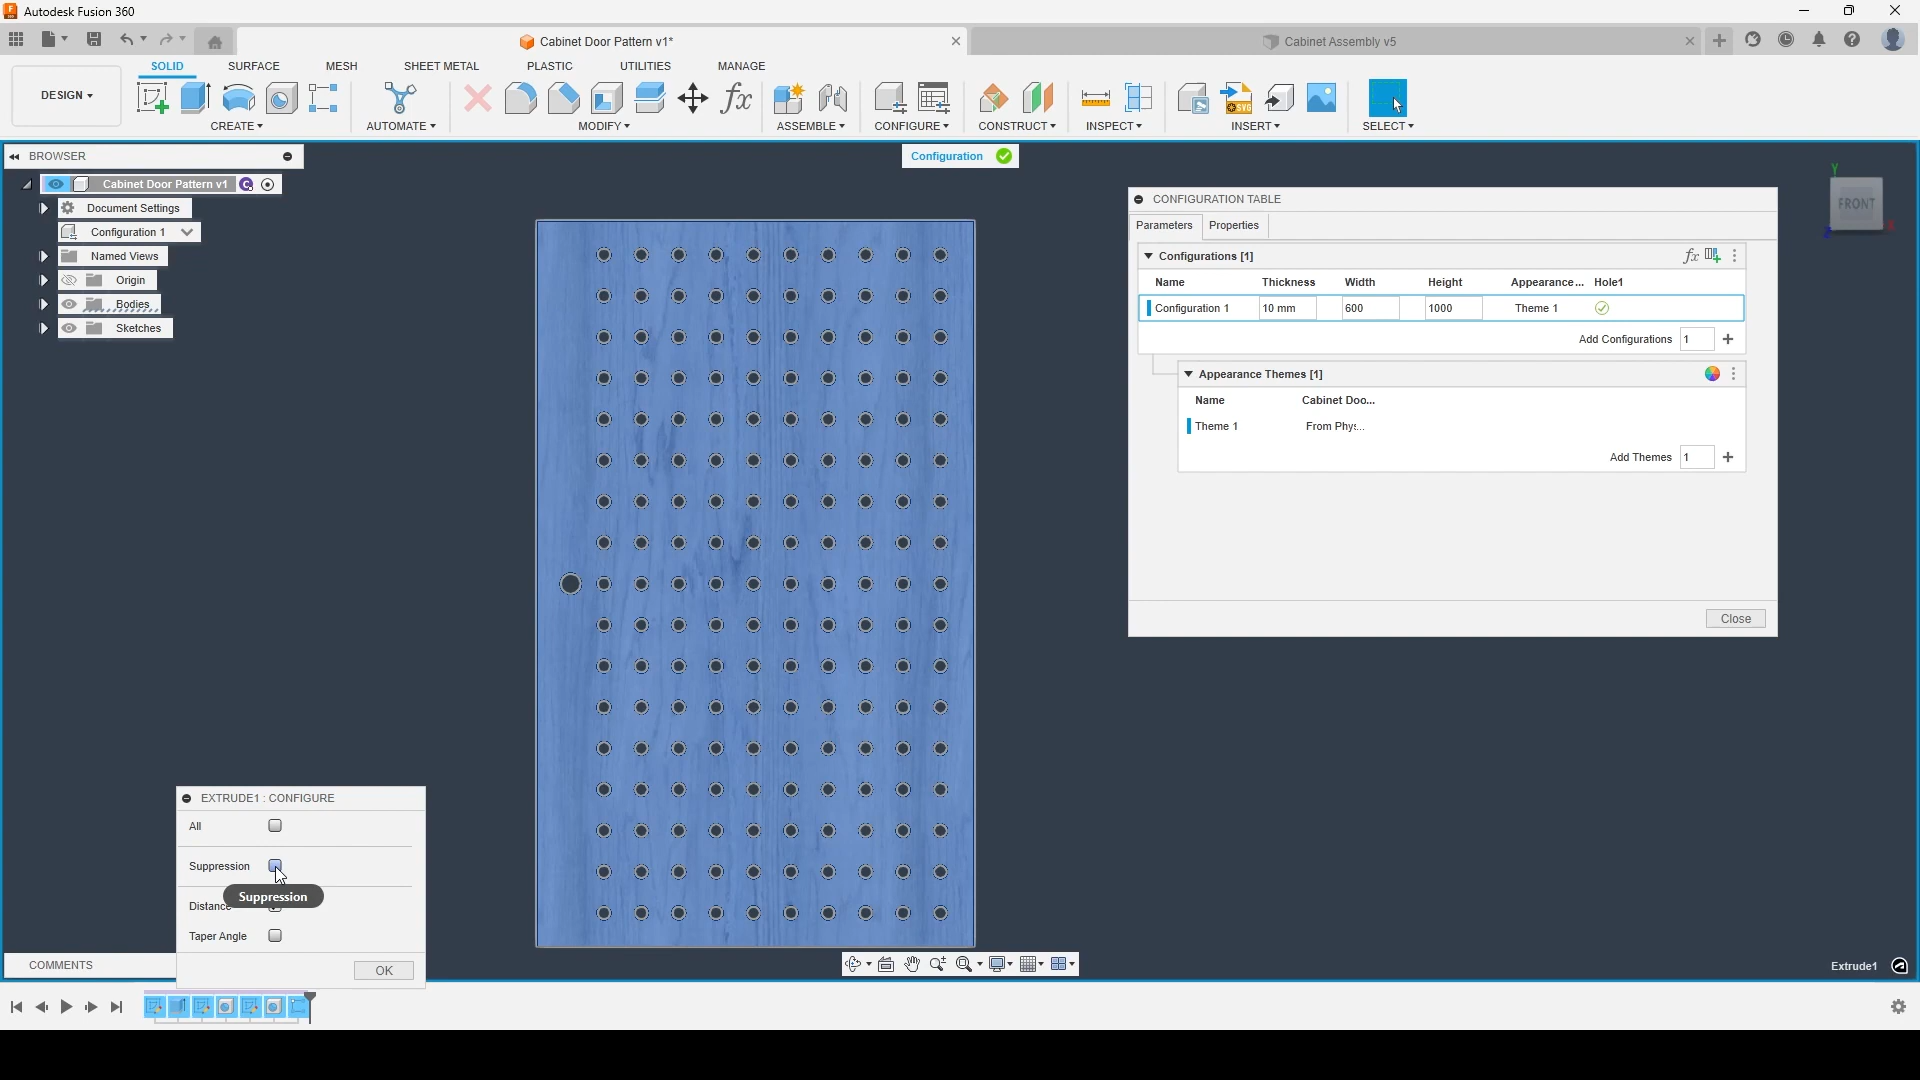 Autodesk Fusion 360
Cabinet Door Pattern v1*
Cabinet Assembly v5
DESIGN
SOLID
SURFACE
MESH
SHEET METAL
PLASTIC
UTILITIES
MANAGE
CREATE
AUTOMATE
MODIFY
ASSEMBLE
CONFIGURE
CONSTRUCT
INSPECT
INSERT
SELECT
BROWSER
Cabinet Door Pattern v1
Document Settings
Configuration 1
Named Views
Origin
Bodies
Sketches
Configuration
FRONT
Y
CONFIGURATION TABLE
Parameters Properties
Configurations [1]
Name Thickness Width Height Appearance... Hole1
Configuration 1 10 mm 600 1000 Theme 1
Add Configurations 1
Appearance Themes [1]
Name Cabinet Doo...
Theme 1 From Phy...
Add Themes 1
Close
EXTRUDE1 : CONFIGURE
All
Suppression
Suppression
Distance
Taper Angle
OK
COMMENTS
Extrude1